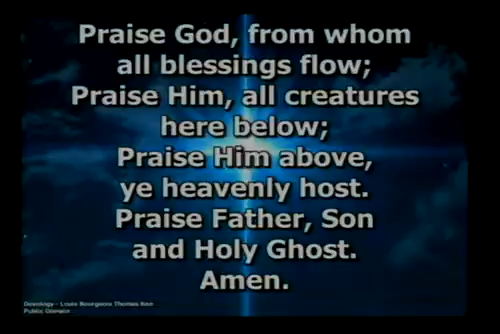 Praise God, from whom
all blessings flow;
Praise Him, all creatures
here below;
Praise Him above,
ye heavenly host.
Praise Father, Son
and Holy Ghost.
Amen.
Doxology - Louis Bourgeois Thomas Ken
Public Domain